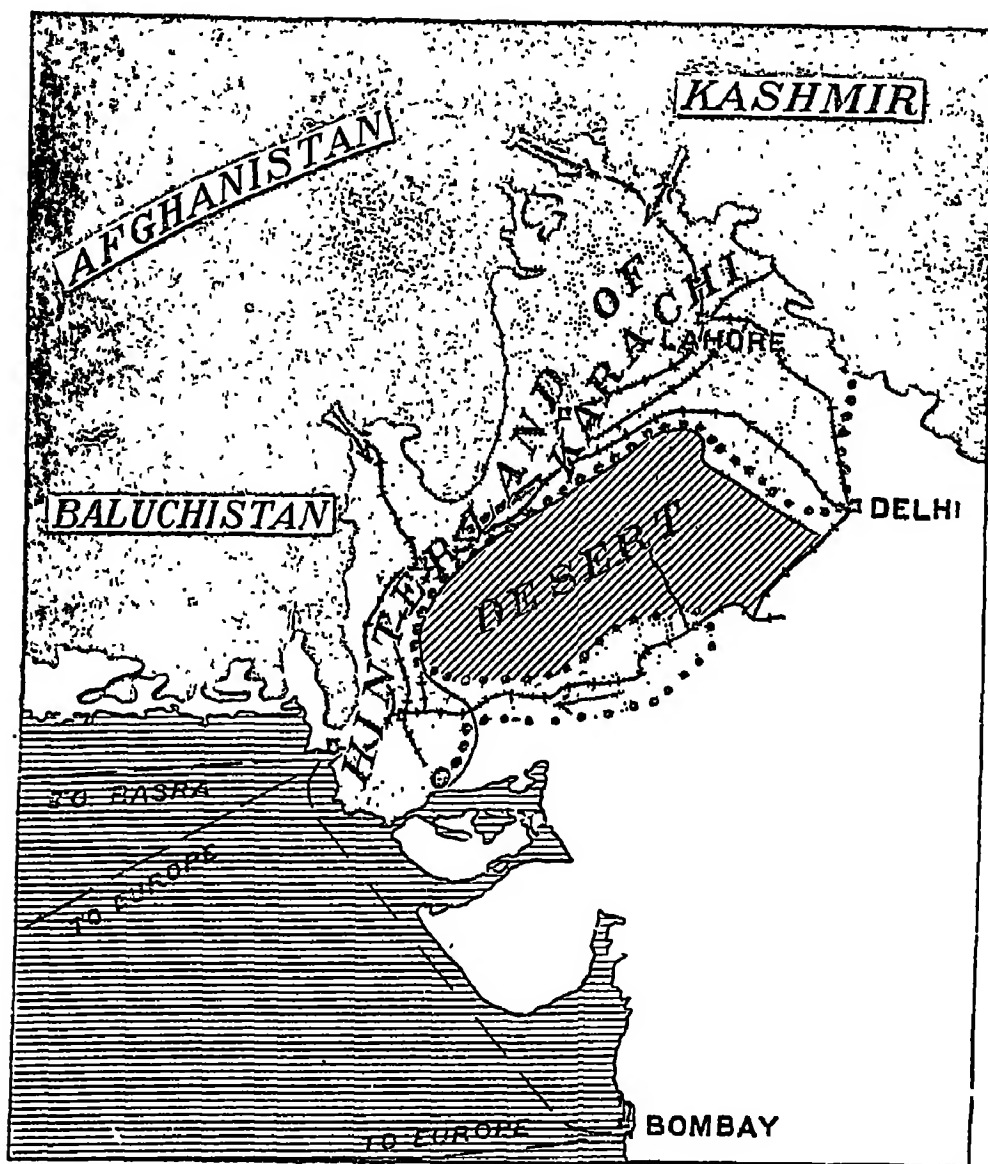 KASHMIR
AFGHANISTAN
HINTERLAND OF
KARACHI
LAHORE
BALUCHISTAN
DELHI
DESERT
TO BASRA
TO EUROPE
BOMBAY
TO EUROPE